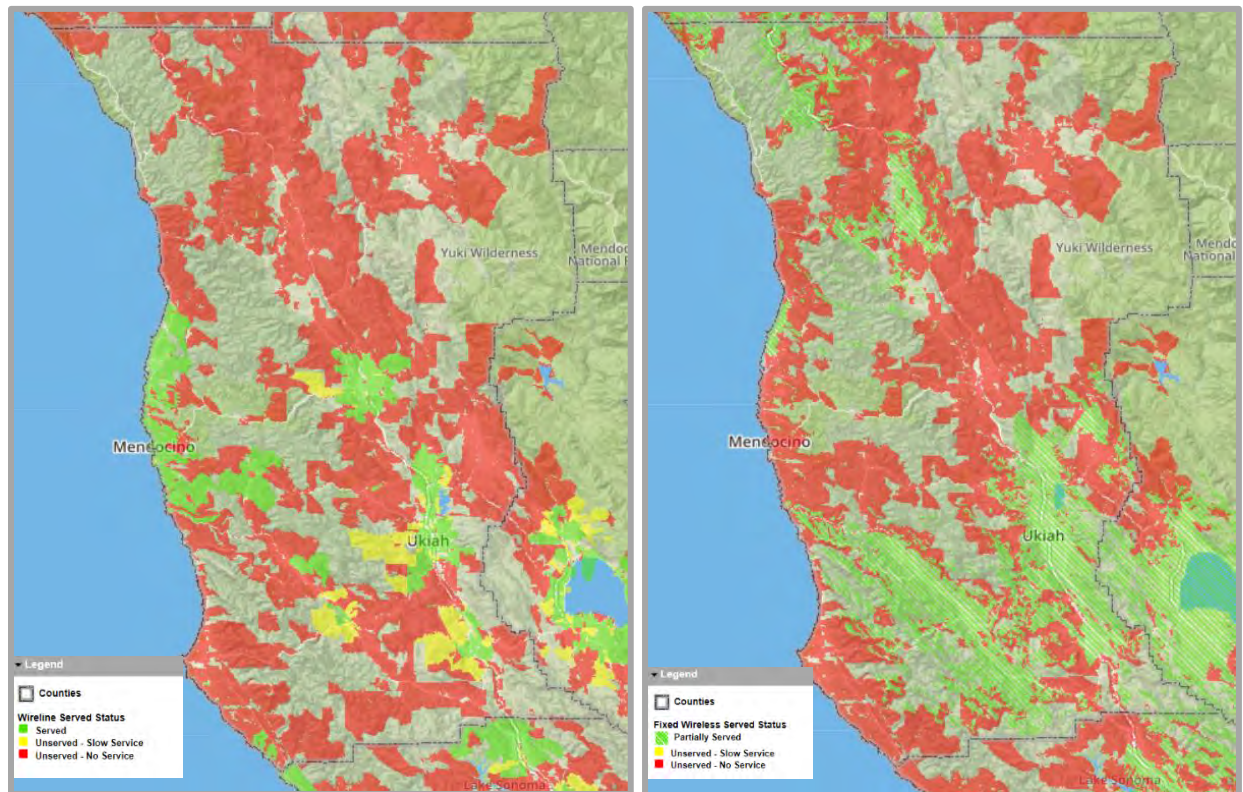 Yuki Wilderness
Mendoc
National F
Mendocino
Ukiah
Lake Sonoma
Legend
Counties
Wireline Served Status
Served
Unserved - Slow Service
Unserved - No Service
Yuki Wilderness
Mendo
National
Mendocino
Ukiah
Lake Sonoma
Legend
Counties
Fixed Wireless Served Status
Partially Served
Unserved - Slow Service
Unserved - No Service